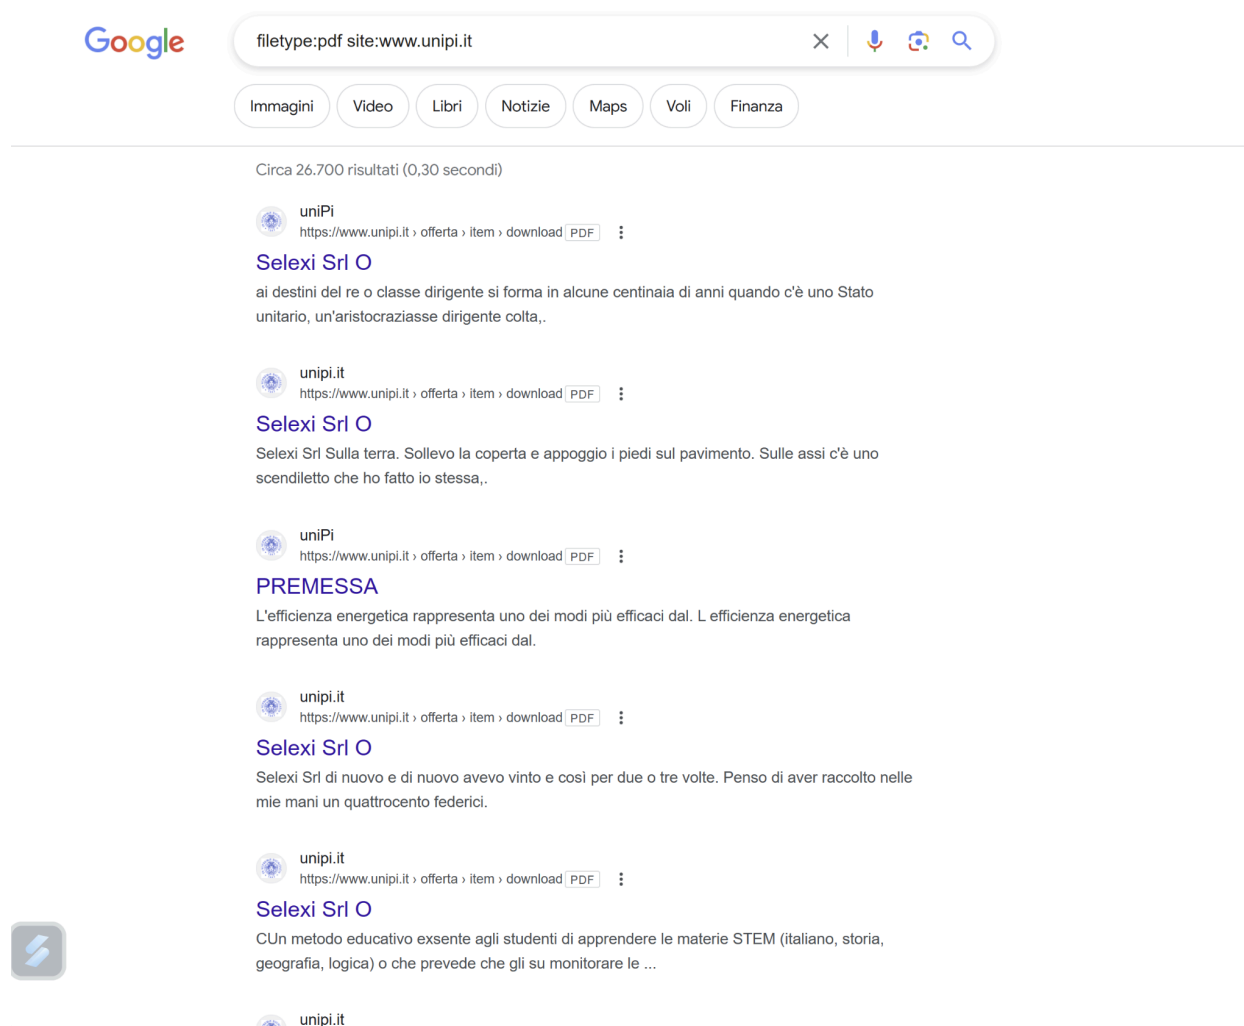 Google
filetype:pdf site:www.unipi.it
Immagini Video Libri Notizie Maps Voli Finanza
Circa 26.700 risultati (0,30 secondi)
uniPi
https://www.unipi.it › offerta › item › download PDF
Selexi Srl O
ai destini del re o classe dirigente si forma in alcune centinaia di anni quando c'è uno Stato
unitario, un'aristocraziasse dirigente colta,.
unipi.it
https://www.unipi.it › offerta › item › download PDF
Selexi Srl O
Selexi Srl Sulla terra. Sollevo la coperta e appoggio i piedi sul pavimento. Sulle assi c'è uno
scendiletto che ho fatto io stessa,.
uniPi
https://www.unipi.it › offerta › item › download PDF
PREMESSA
L'efficienza energetica rappresenta uno dei modi più efficaci dal. L efficienza energetica
rappresenta uno dei modi più efficaci dal.
unipi.it
https://www.unipi.it › offerta › item › download PDF
Selexi Srl O
Selexi Srl di nuovo e di nuovo avevo vinto e così per due o tre volte. Penso di aver raccolto nelle
mie mani un quattrocento federici.
unipi.it
https://www.unipi.it › offerta › item › download PDF
Selexi Srl O
CUn metodo educativo exsente agli studenti di apprendere le materie STEM (italiano, storia,
geografia, logica) o che prevede che gli su monitorare le ...
unipi.it